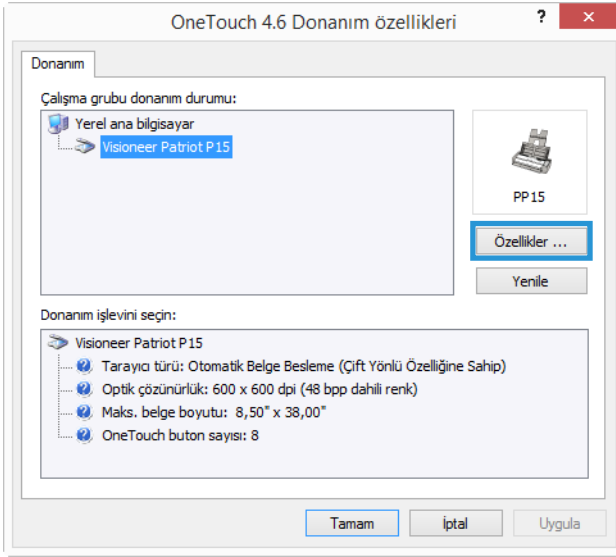 OneTouch 4.6 Donanım özellikleri
?
Donanım
Çalışma grubu donanım durumu:
Yerel ana bilgisayar
Visioneer Patriot P15
PP15
Özellikler ...
Yenile
Donanım işlevini seçin:
Visioneer Patriot P15
Tarayıcı türü: Otomatik Belge Besleme (Çift Yönlü Özelliğine Sahip)
Optik çözünürlük: 600 x 600 dpi (48 bpp dahili renk)
Maks. belge boyutu: 8,50" x 38,00"
OneTouch buton sayısı: 8
Tamam
İptal
Uygula